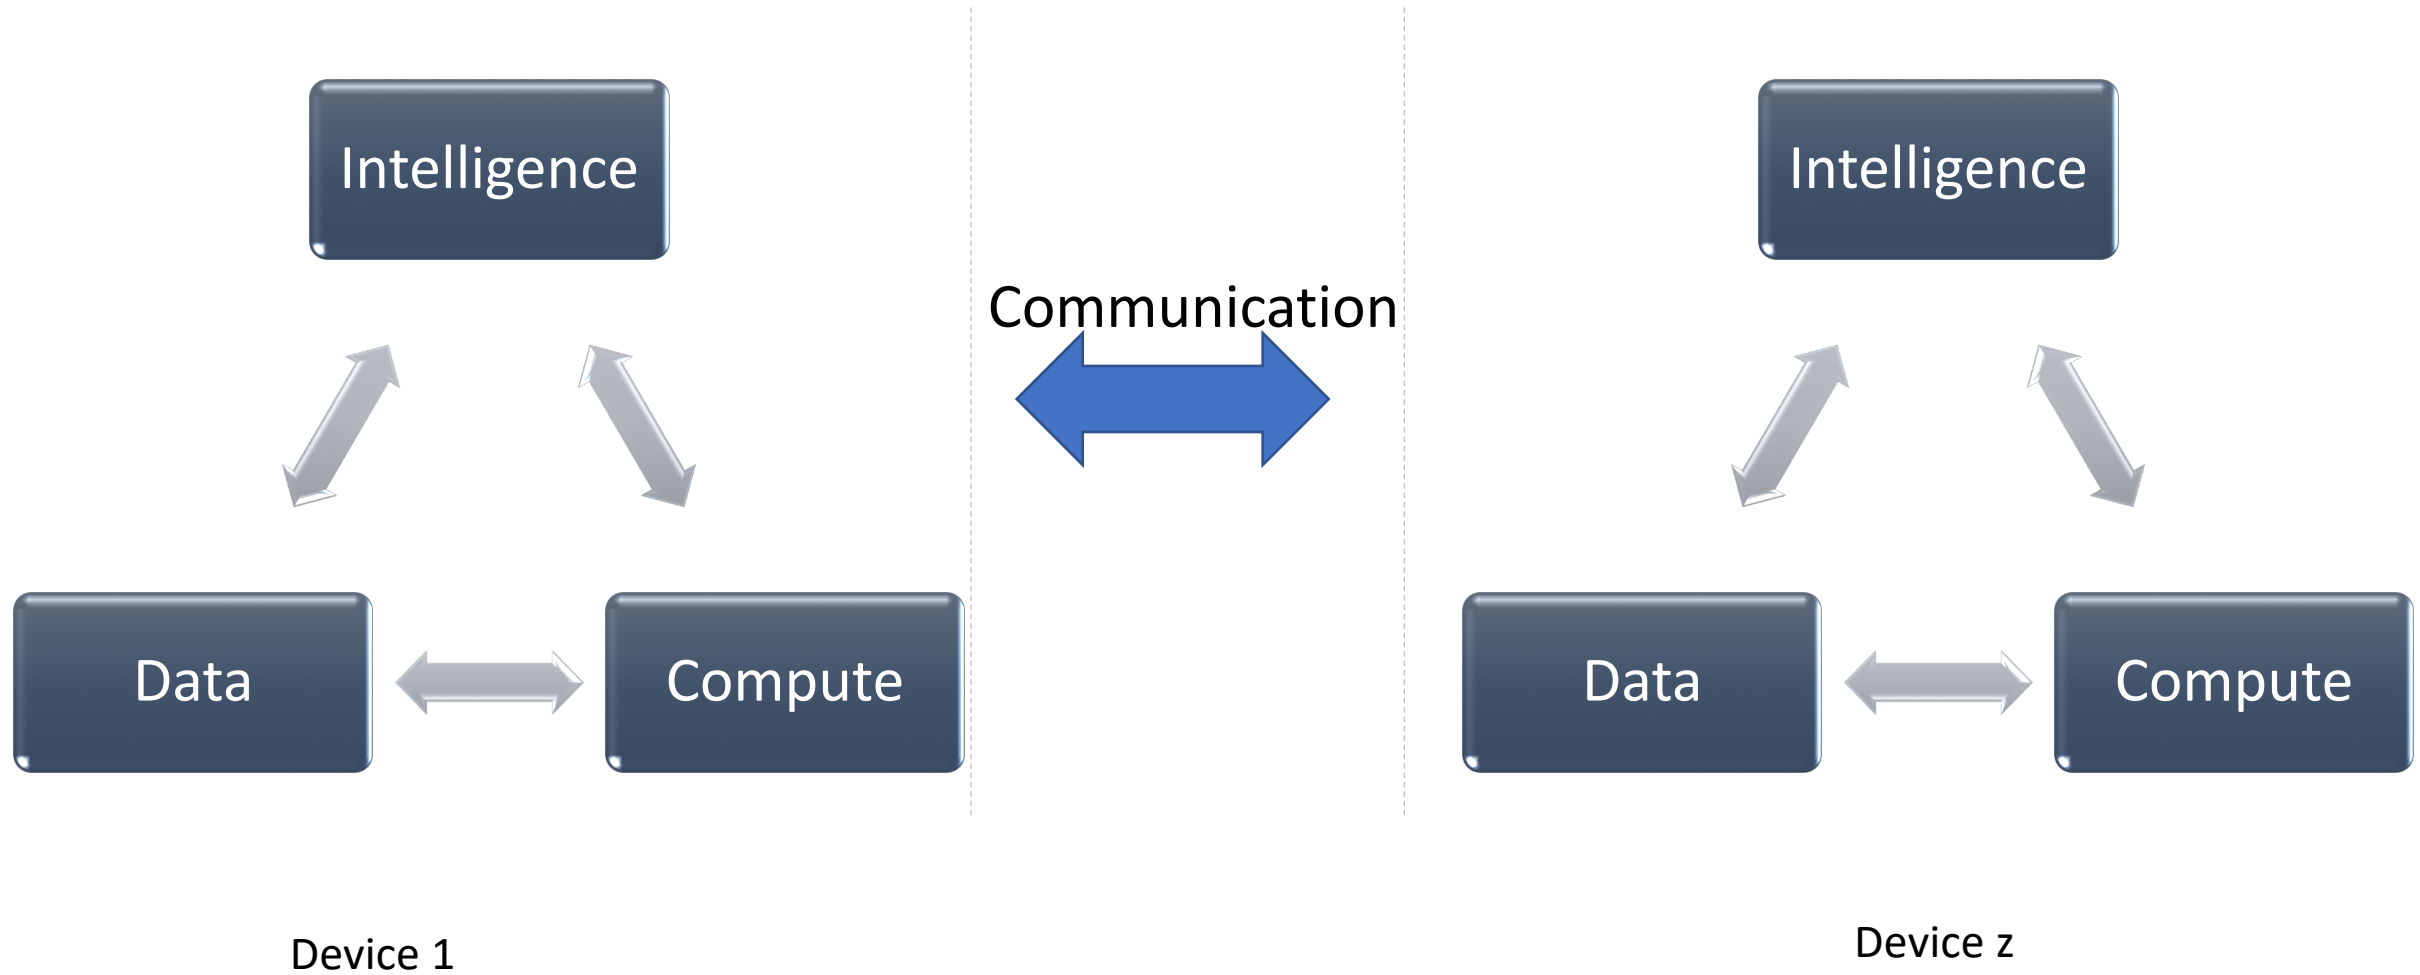 Intelligence
Data
Compute
Device 1
Communication
Intelligence
Data
Compute
Device z